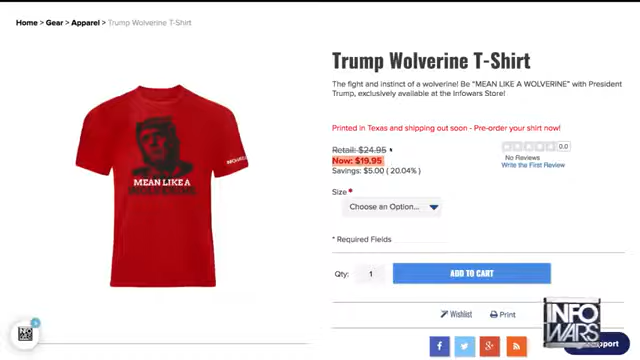 Home > Gear > Apparel > Trump Wolverine T-Shirt
Trump Wolverine T-Shirt
The fight and instinct of a wolverine! Be "MEAN LIKE A WOLVERINE" with President
Trump, exclusively available at the Infowars Store!
Printed in Texas and shipping out soon - Pre-order your shirt now!
Retail: $24.95
Now: $19.95
Savings: $5.00 ( 20.04% )
0.0
No Reviews
Write the First Review
MEAN LIKE A
WOLVERINE
Size *
Choose an Option...
* Required Fields
Qty: 1
ADD TO CART
Wishlist
Print
INFO
WARS
pport